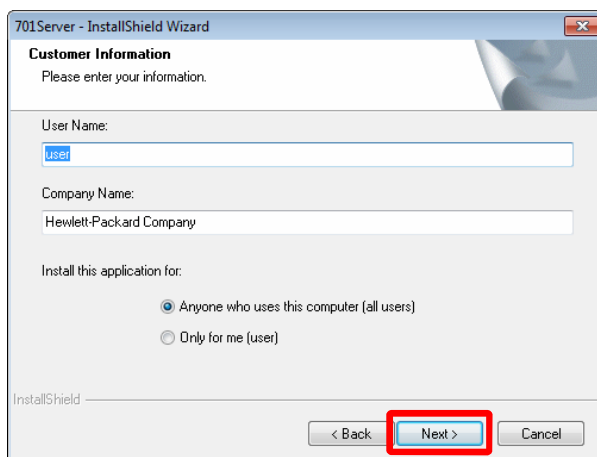 701Server - InstallShield Wizard
Customer Information
Please enter your information.
User Name:
user
Company Name:
Hewlett-Packard Company
Install this application for:
Anyone who uses this computer (all users)
Only for me (user)
InstallShield
< Back Next > Cancel